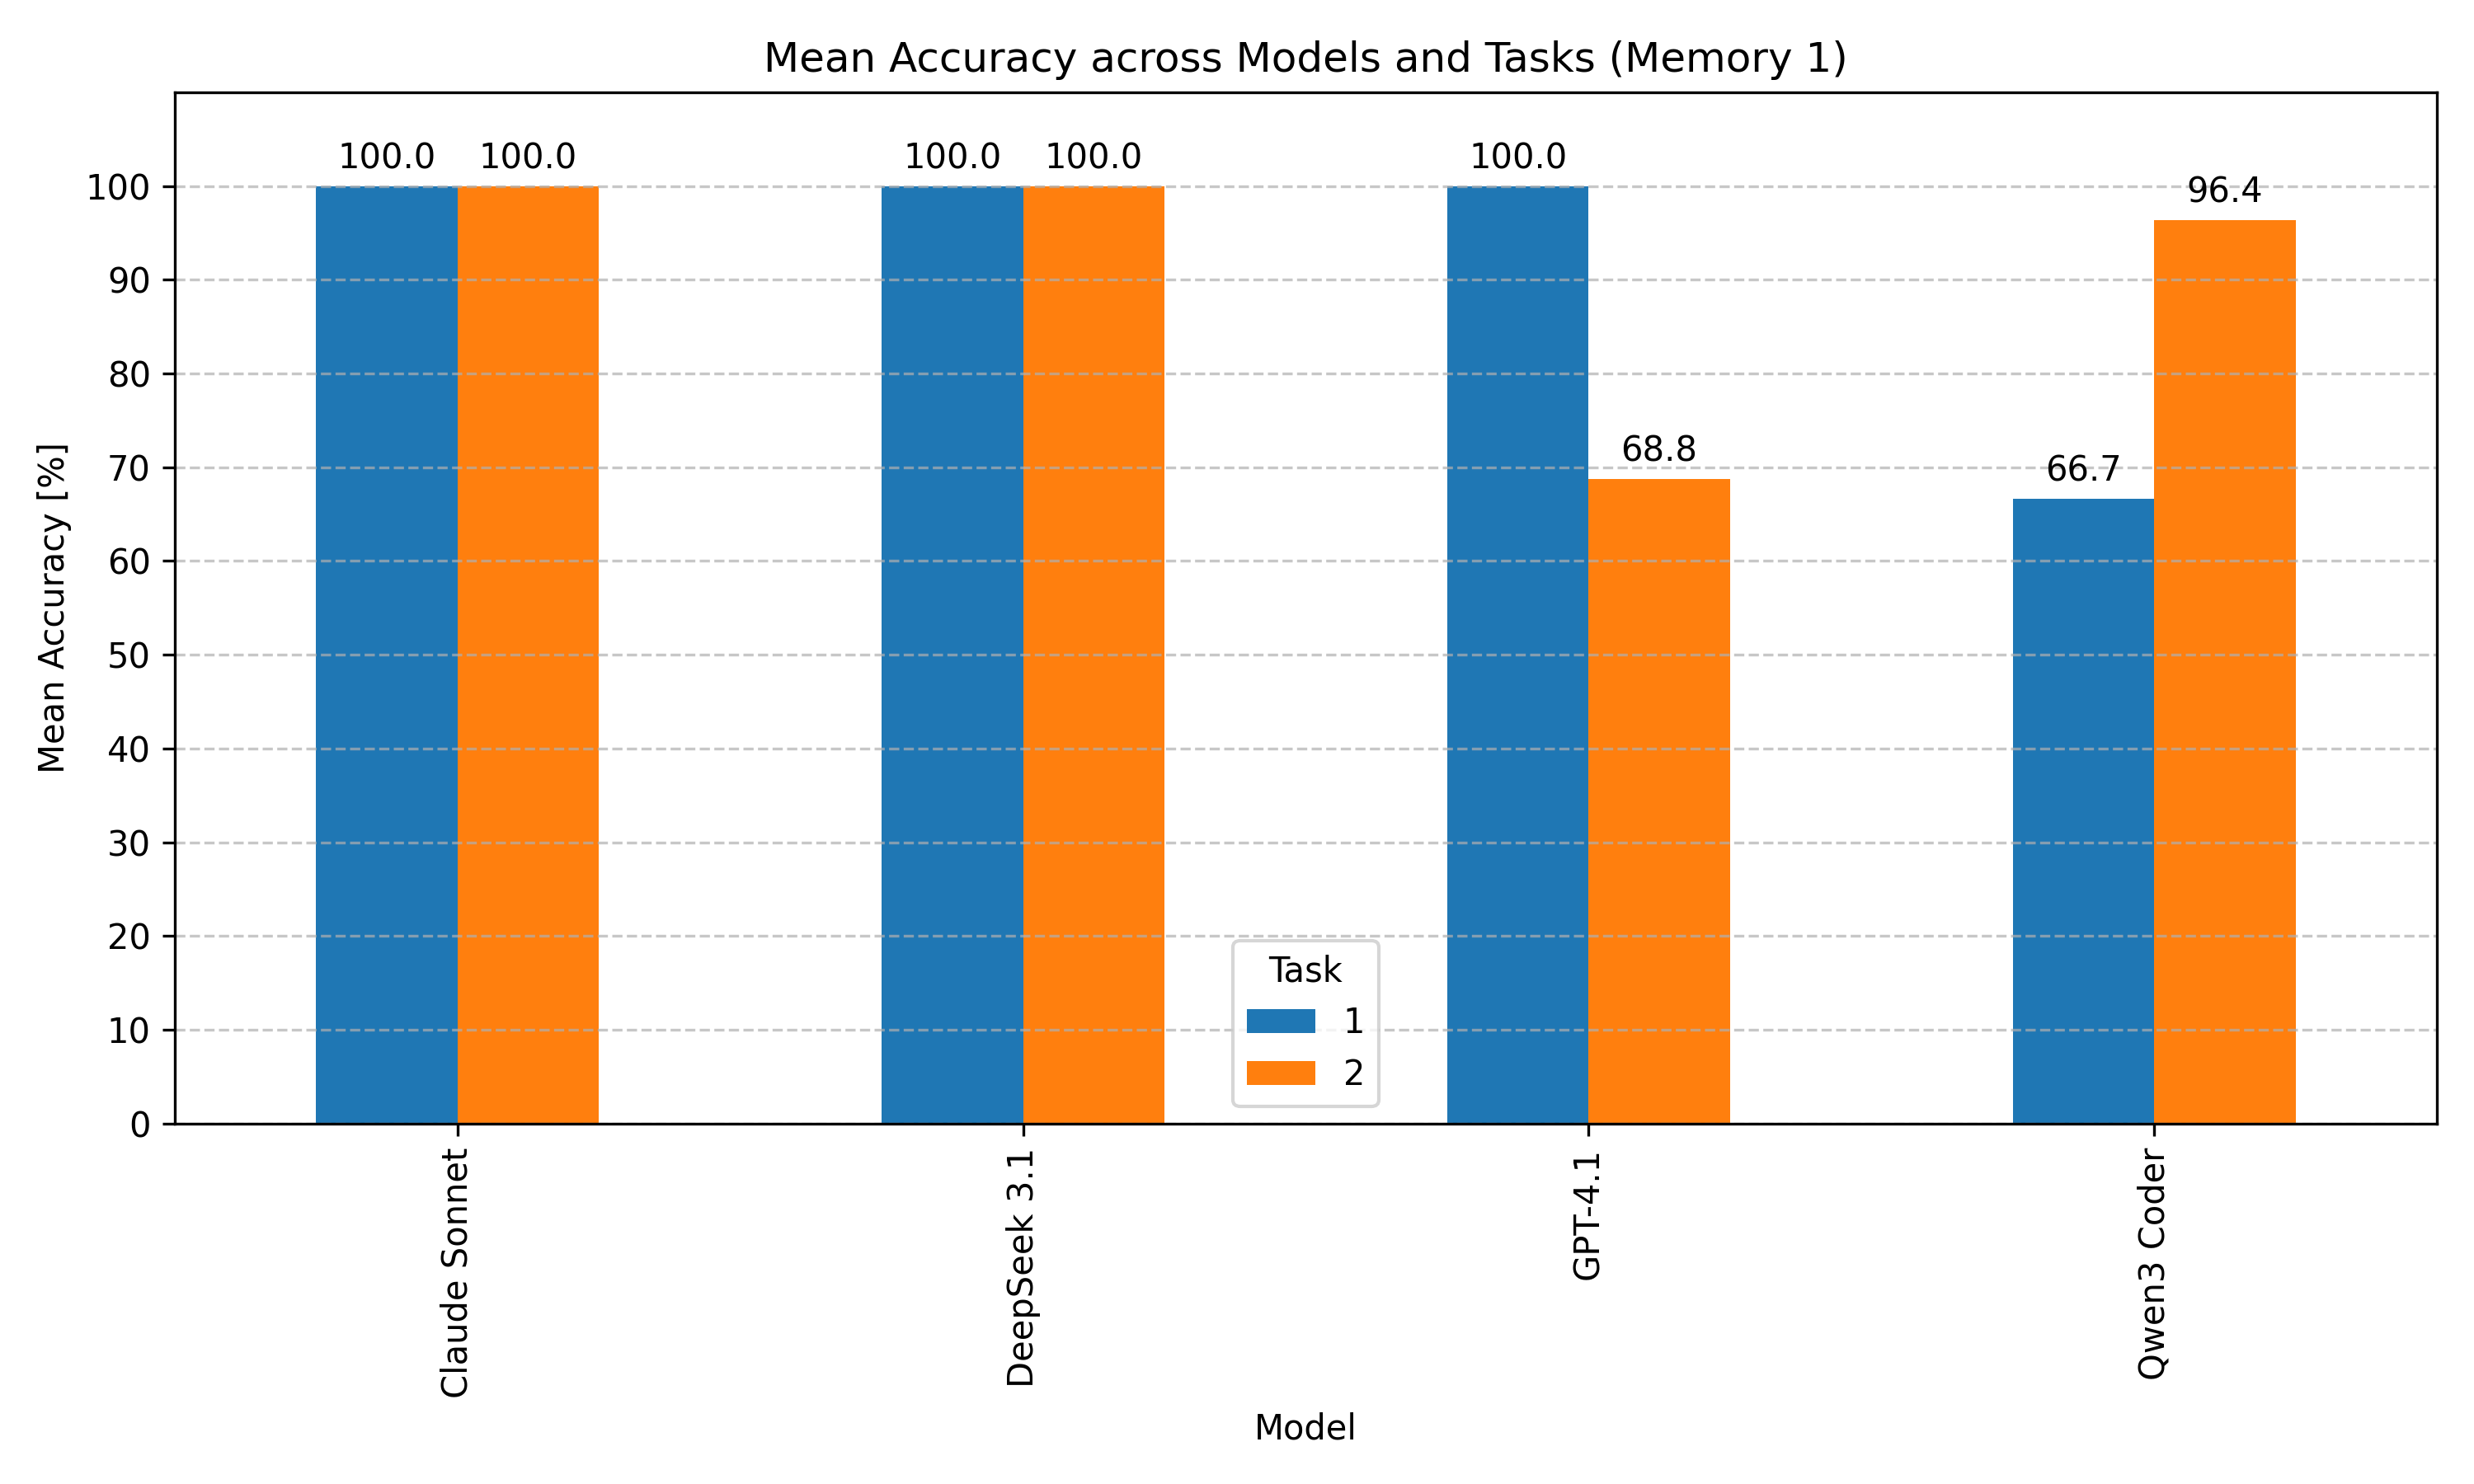 Mean Accuracy across Models and Tasks (Memory 1)
Mean Accuracy [%]
100
90
80
70
60
50
40
30
20
10
0
100.0 100.0
100.0 100.0
100.0
68.8
66.7
96.4
Task
1
2
Claude Sonnet
DeepSeek 3.1
GPT-4.1
Qwen3 Coder
Model